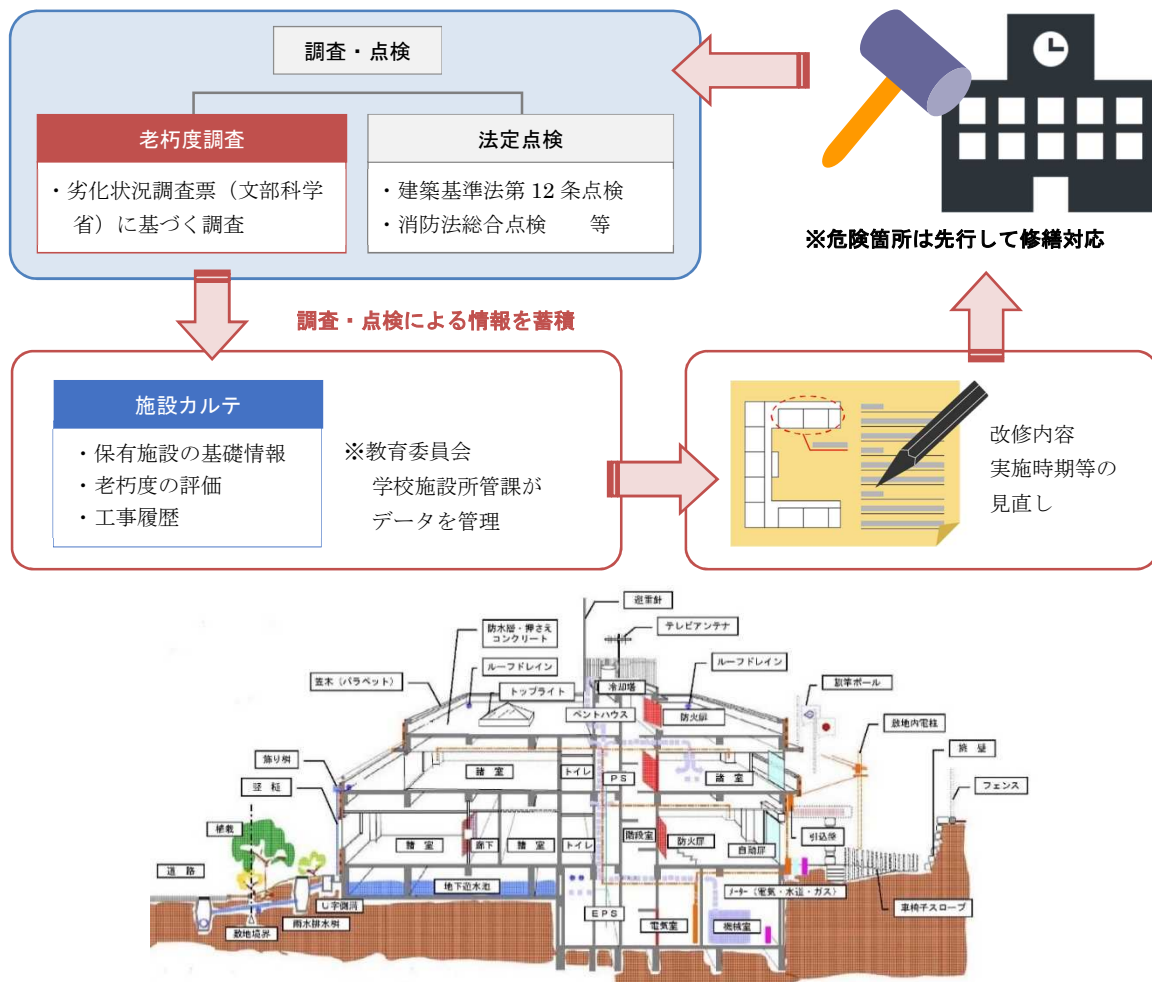 調査・点検
老朽度調査
・劣化状況調査票（文部科学
省）に基づく調査
法定点検
・建築基準法第 12 条点検
・消防法総合点検　等
※危険箇所は先行して修繕対応
調査・点検による情報を蓄積
施設カルテ
・保有施設の基礎情報
・老朽度の評価
・工事履歴
※教育委員会
学校施設所管課が
データを管理
改修内容
実施時期等の
見直し
避雷針
テレビアンテナ
防水層・押さえ
コンクリート
ルーフドレイン
ルーフドレイン
笠木（パラペット）
トップライト
冷却塔
旗竿ポール
ペントハウス
防火扉
敷地内電柱
擁 壁
飾り桝
諸 室
トイレ
ＰＳ
諸 室
フェンス
竪 樋
植栽
諸 室
廊下
諸 室
トイレ
階段室
防火戸
自動扉
引込盤
道 路
地下遊水池
メーター（電気・水道・ガス）
Ｌ字側溝
雨水排水桝
敷地境界
ＥＰＳ
電気室
機械室
車椅子スロープ